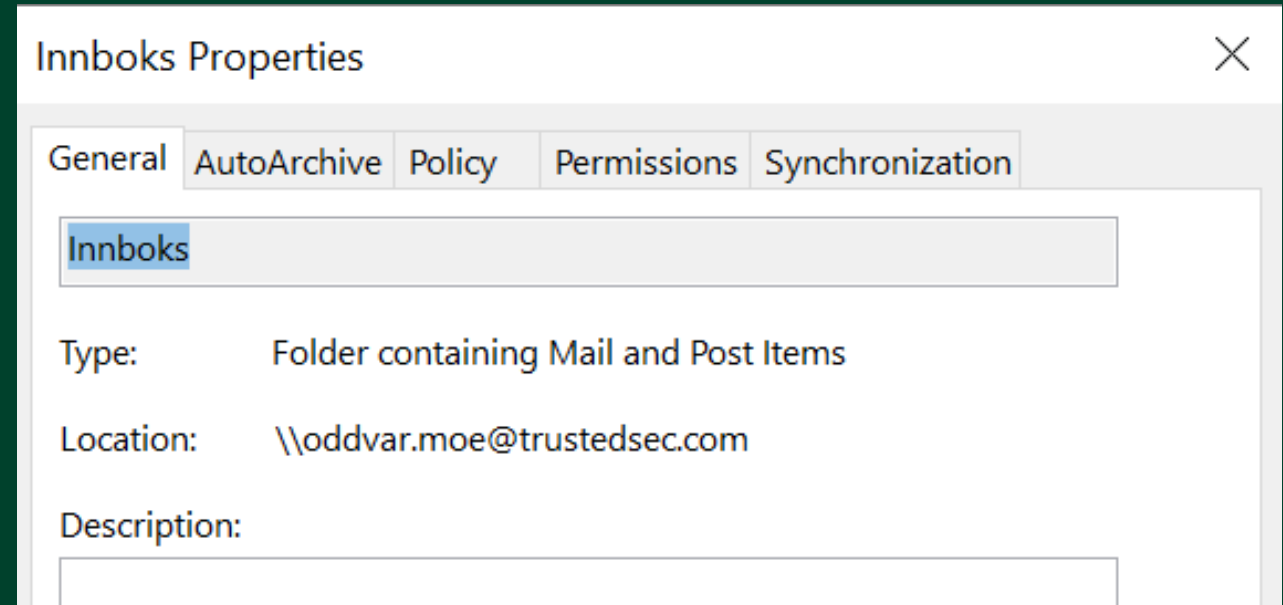 Innboks Properties
General AutoArchive Policy Permissions Synchronization
Innboks
Type: Folder containing Mail and Post Items
Location: \\oddvar.moe@trustedsec.com
Description: